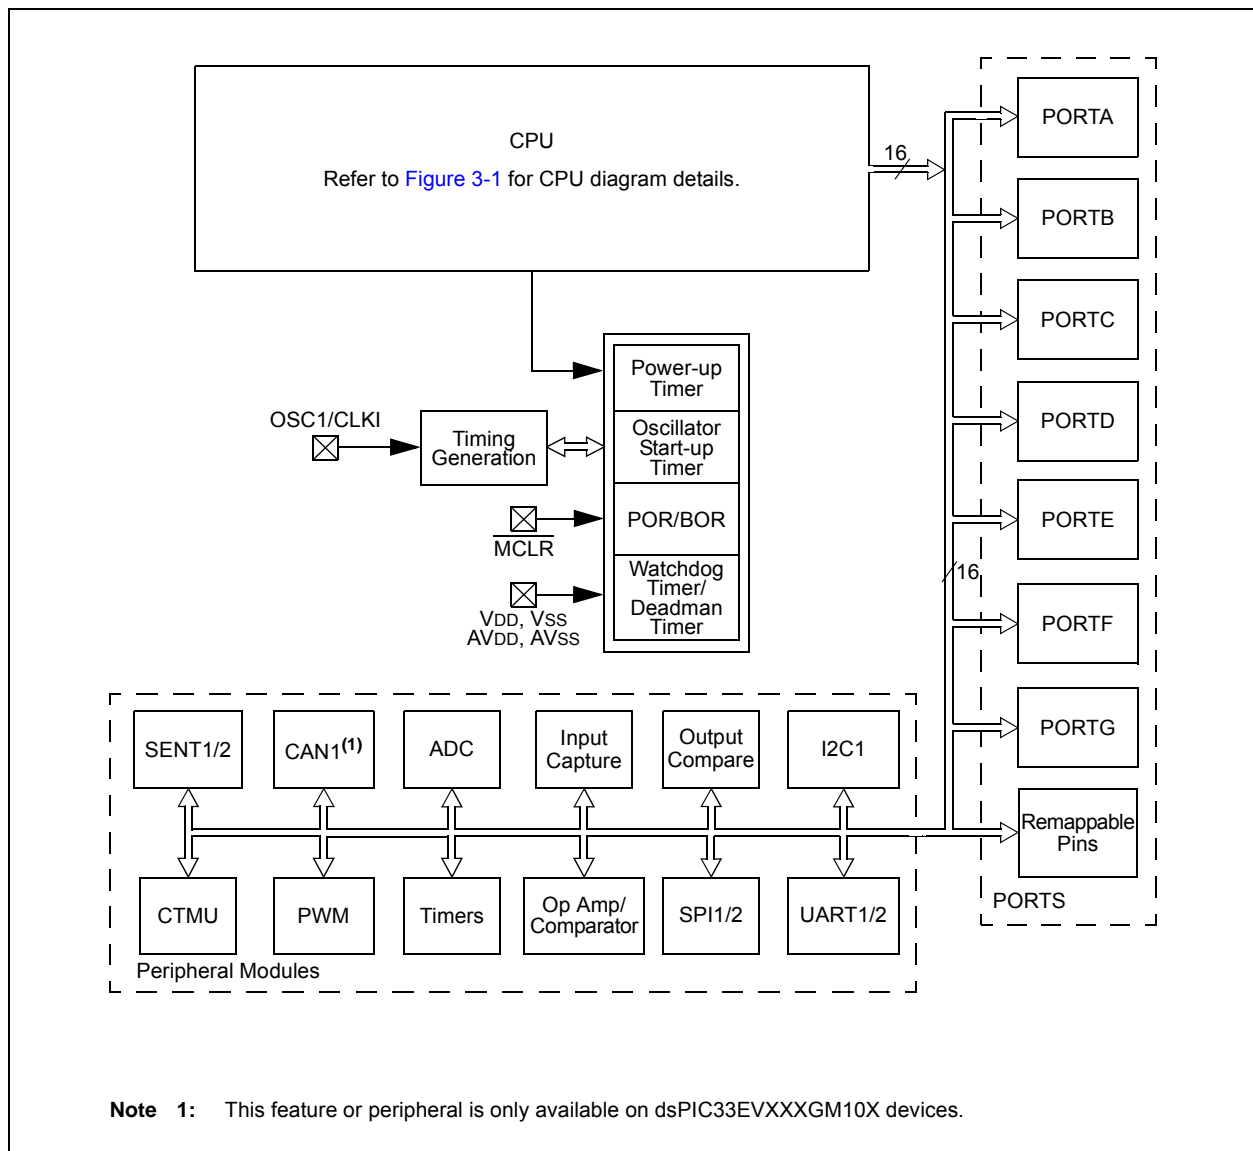 CPU
Refer to Figure 3-1 for CPU diagram details.
16
PORTA
PORTB
PORTC
PORTD
PORTE
16
PORTF
PORTG
Remappable
Pins
PORTS
Power-up
Timer
OSC1/CLKI
Timing
Generation
Oscillator
Start-up
Timer
MCLR
POR/BOR
VDD, VSS
AVDD, AVSS
Watchdog
Timer/
Deadman
Timer
SENT1/2
CAN1(1)
ADC
Input
Capture
Output
Compare
I2C1
CTMU
PWM
Timers
Op Amp/
Comparator
SPI1/2
UART1/2
Peripheral Modules
Note 1: This feature or peripheral is only available on dsPIC33EVXXXGM10X devices.